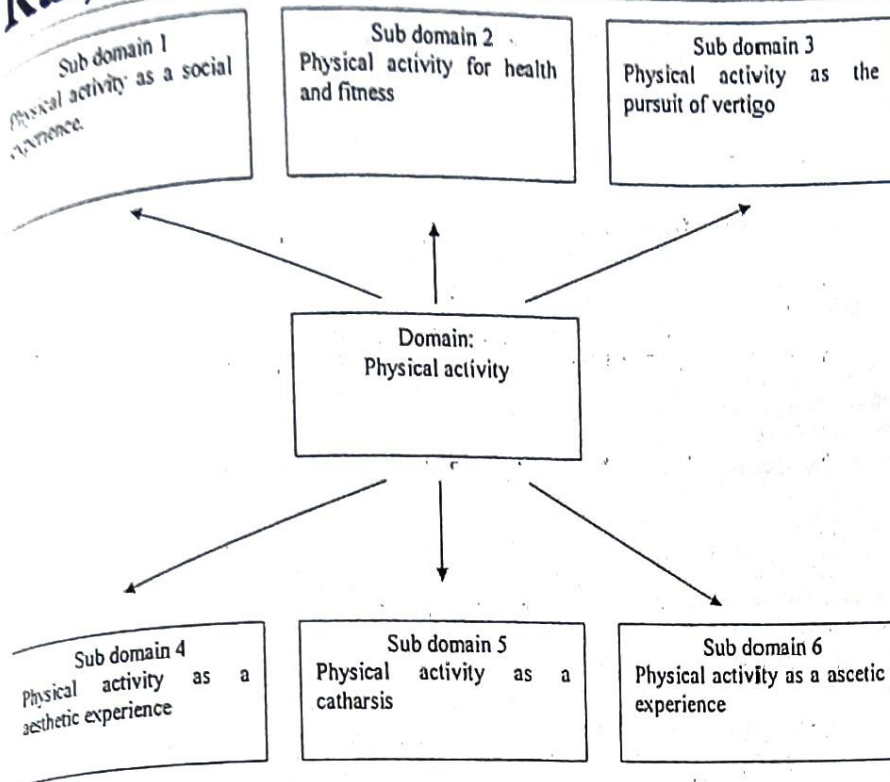 Sub domain 1
Physical activity as a social
experience.
Sub domain 2
Physical activity for health
and fitness
Sub domain 3
Physical activity as the
pursuit of vertigo
Domain:
Physical activity
Sub domain 4
Physical activity as a
aesthetic experience
Sub domain 5
Physical activity as a
catharsis
Sub domain 6
Physical activity as a ascetic
experience